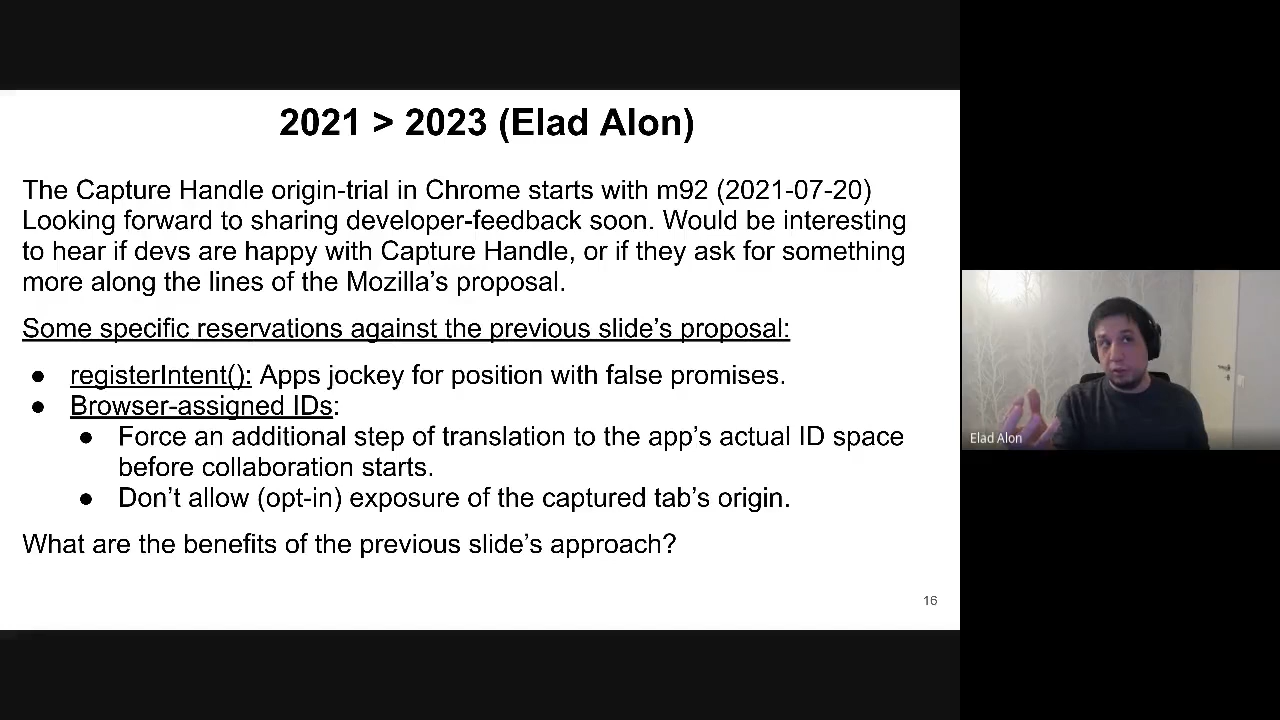 2021 > 2023 (Elad Alon)
The Capture Handle origin-trial in Chrome starts with m92 (2021-07-20)
Looking forward to sharing developer-feedback soon. Would be interesting
to hear if devs are happy with Capture Handle, or if they ask for something
more along the lines of the Mozilla’s proposal.
Some specific reservations against the previous slide’s proposal:
● registerIntent(): Apps jockey for position with false promises.
● Browser-assigned IDs:
● Force an additional step of translation to the app’s actual ID space
before collaboration starts.
● Don’t allow (opt-in) exposure of the captured tab’s origin.
What are the benefits of the previous slide’s approach?
16
Elad Alon